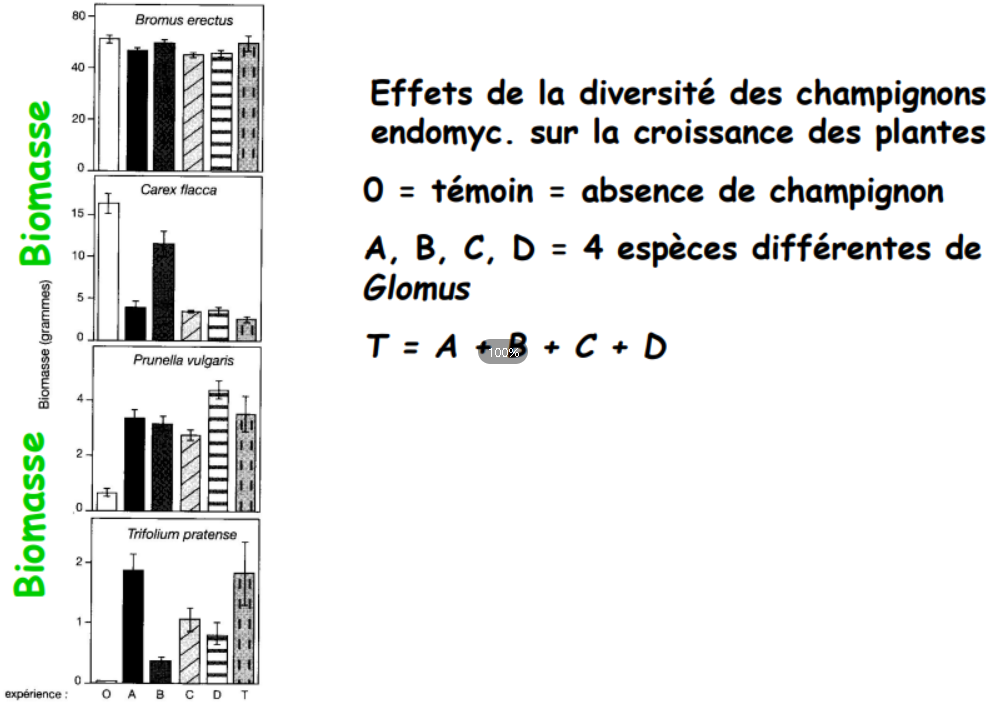 Bromus erectus
80
40
20
0
Carex flacca
15
10
5
0
Prunella vulgaris
4
2
0
Trifolium pratense
2
1
0
expérience : O A B C D T
Biomasse (grammes)
Biomasse
Biomasse
Effets de la diversité des champignons
endomyc. sur la croissance des plantes
0 = témoin = absence de champignon
A, B, C, D = 4 espèces différentes de
Glomus
T = A + B + C + D
100%